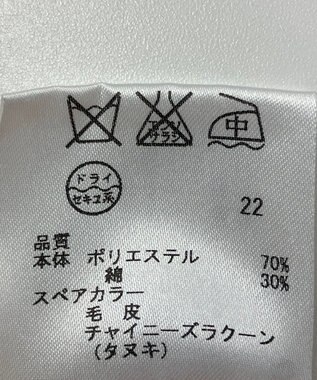 エンソ
サラシ
中
ドライ
セキユ系
22
品質
本体 ポリエステル 70%
綿 30%
スペアカラー
毛皮
チャイニーズラクーン
(タヌキ)